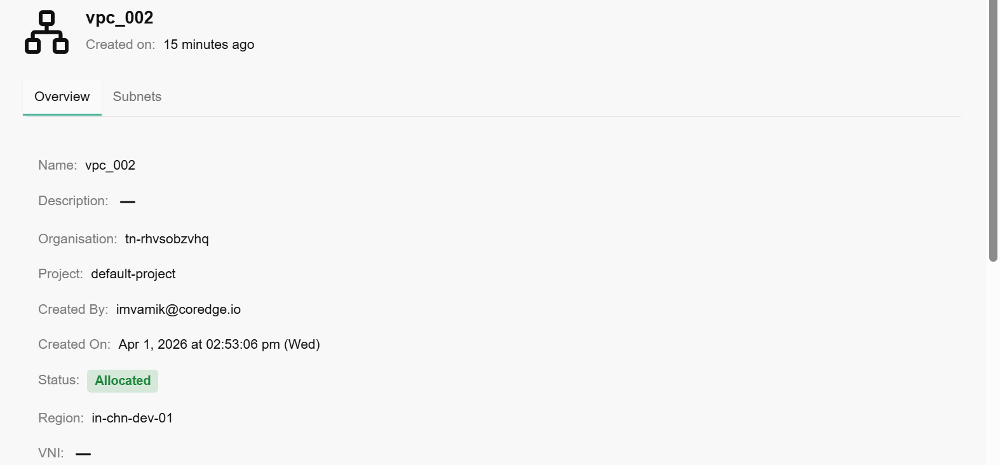 vpc_002
Created on: 15 minutes ago
Overview Subnets
Name: vpc_002
Description: —
Organisation: tn-rhvsobzvhq
Project: default-project
Created By: imvamik@coredge.io
Created On: Apr 1, 2026 at 02:53:06 pm (Wed)
Status: Allocated
Region: in-chn-dev-01
VNI: —